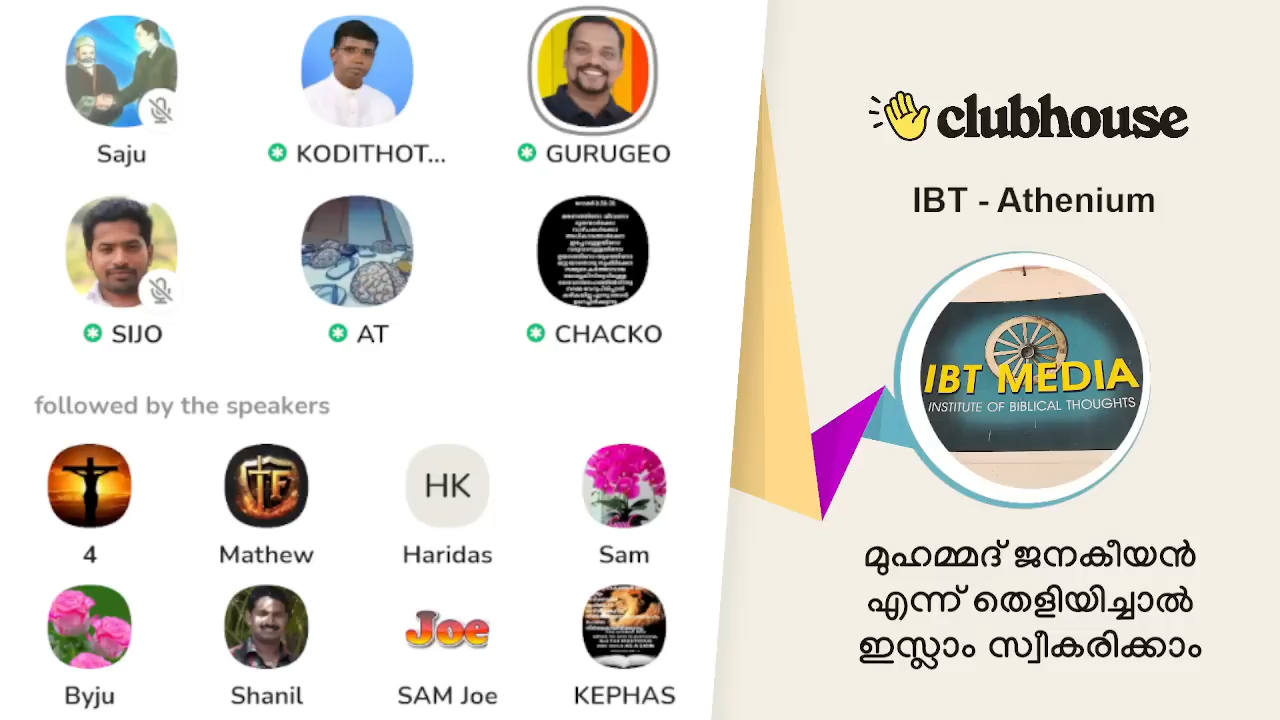 Saju
KODITHOT...
GURUGEO
SIJO
AT
CHACKO
followed by the speakers
HK
4
Mathew
Haridas
Sam
Joe
Byju
Shanil
SAM Joe
KEPHAS
clubhouse
IBT - Athenium
IBT MEDIA
INSTITUTE OF BIBLICAL THOUGHTS
മുഹമ്മദ് ജനകീയൻ
എന്ന് തെളിയിച്ചാൽ
ഇസ്ലാം സ്വീകരിക്കാം